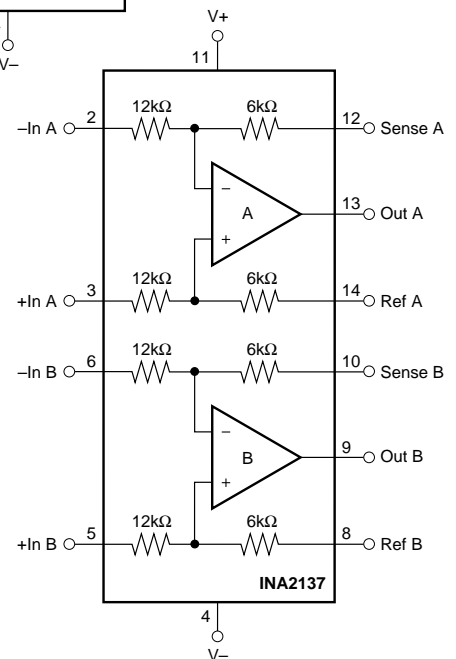 V–
V+
11
12kΩ
6kΩ
–In A
2
12
Sense A
–
A
13
Out A
+
12kΩ
6kΩ
+In A
3
14
Ref A
12kΩ
6kΩ
–In B
6
10
Sense B
–
B
9
Out B
+
12kΩ
6kΩ
+In B
5
8
Ref B
INA2137
4
V–